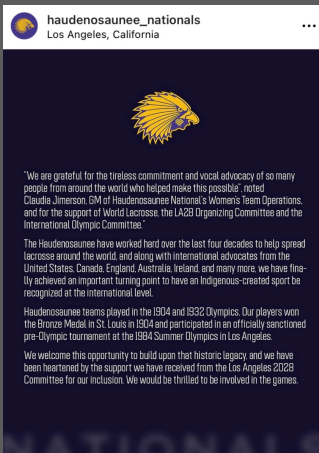 haudenosaunee_nationals
Los Angeles, California
"We are grateful for the tireless commitment and vocal advocacy of so many
people from around the world who helped make this possible", noted
Claudia Jimerson, GM of Haudenosaunee National's Women's Team Operations,
and for the support of World Lacrosse, the LA28 Organizing Committee and the
International Olympic Committee."
The Haudenosaunee have worked hard over the last four decades to help spread
lacrosse around the world, and along with international advocates from the
United States, Canada, England, Australia, Ireland, and many more, we have fina-
lly achieved an important turning point to have an Indigenous-created sport be
recognized at the international level.
Haudenosaunee teams played in the 1904 and 1932 Olympics. Our players won
the Bronze Medal in St. Louis in 1904 and participated in an officially sanctioned
pre-Olympic tournament at the 1984 Summer Olympics in Los Angeles.
We welcome this opportunity to build upon that historic legacy, and we have
been heartened by the support we have received from the Los Angeles 2028
Committee for our inclusion. We would be thrilled to be involved in the games.
NATIONALS